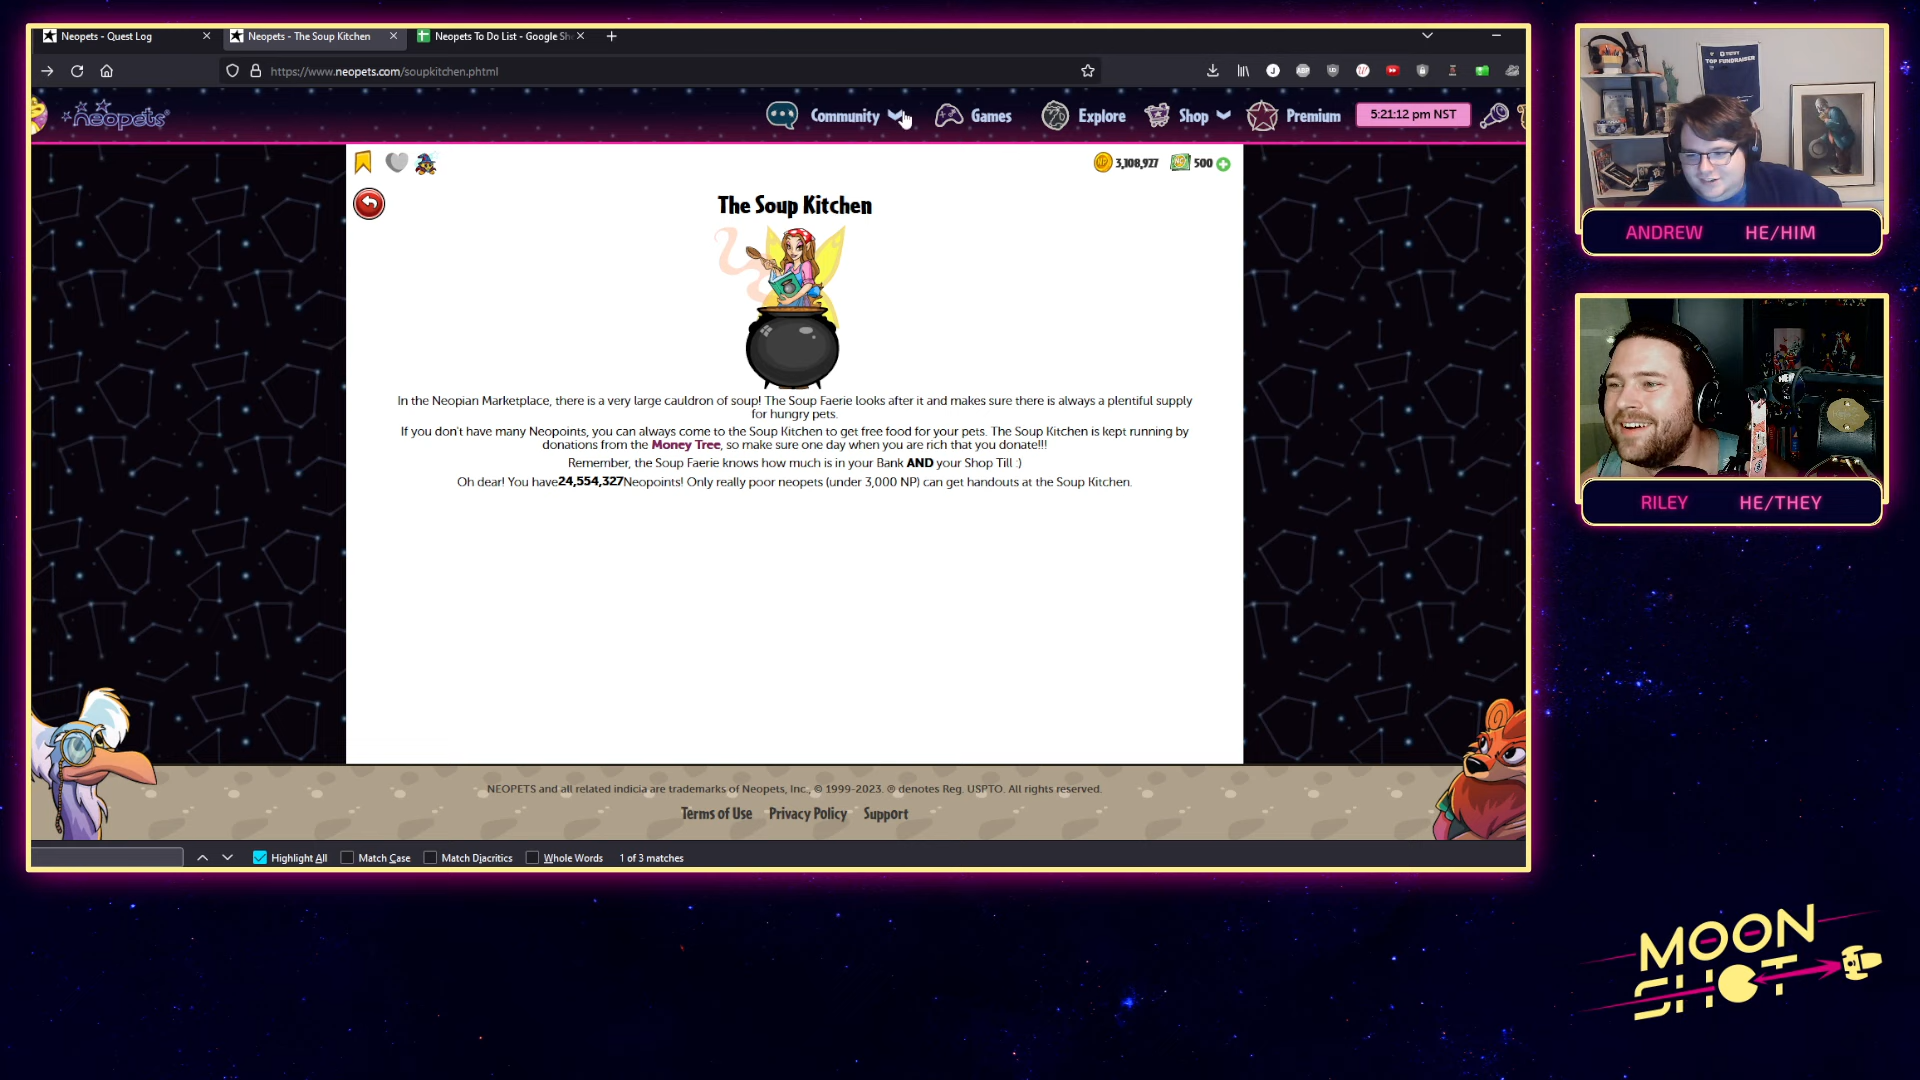 Neopets - Quest Log
Neopets - The Soup Kitchen
Neopets To Do List - Google Sh
https://www.neopets.com/soupkitchen.phtml
neopets
Community
Games
Explore
Shop
Premium
5:21:12 pm NST
3,108,927
500
The Soup Kitchen
In the Neopian Marketplace, there is a very large cauldron of soup! The Soup Faerie looks after it and makes sure there is always a plentiful supply
for hungry pets.
If you don't have many Neopoints, you can always come to the Soup Kitchen to get free food for your pets. The Soup Kitchen is kept running by
donations from the Money Tree, so make sure one day when you are rich that you donate!!!
Remember, the Soup Faerie knows how much is in your Bank AND your Shop Till :)
Oh dear! You have24,554,327Neopoints! Only really poor neopets (under 3,000 NP) can get handouts at the Soup Kitchen.
NEOPETS and all related indicia are trademarks of Neopets, Inc., © 1999-2023. ® denotes Reg. USPTO. All rights reserved.
Terms of Use Privacy Policy Support
Highlight All
Match Case
Match Diacritics
Whole Words
1 of 3 matches
TOP FUNDRAISER
ANDREW HE/HIM
RILEY HE/THEY
MOON
SHOT